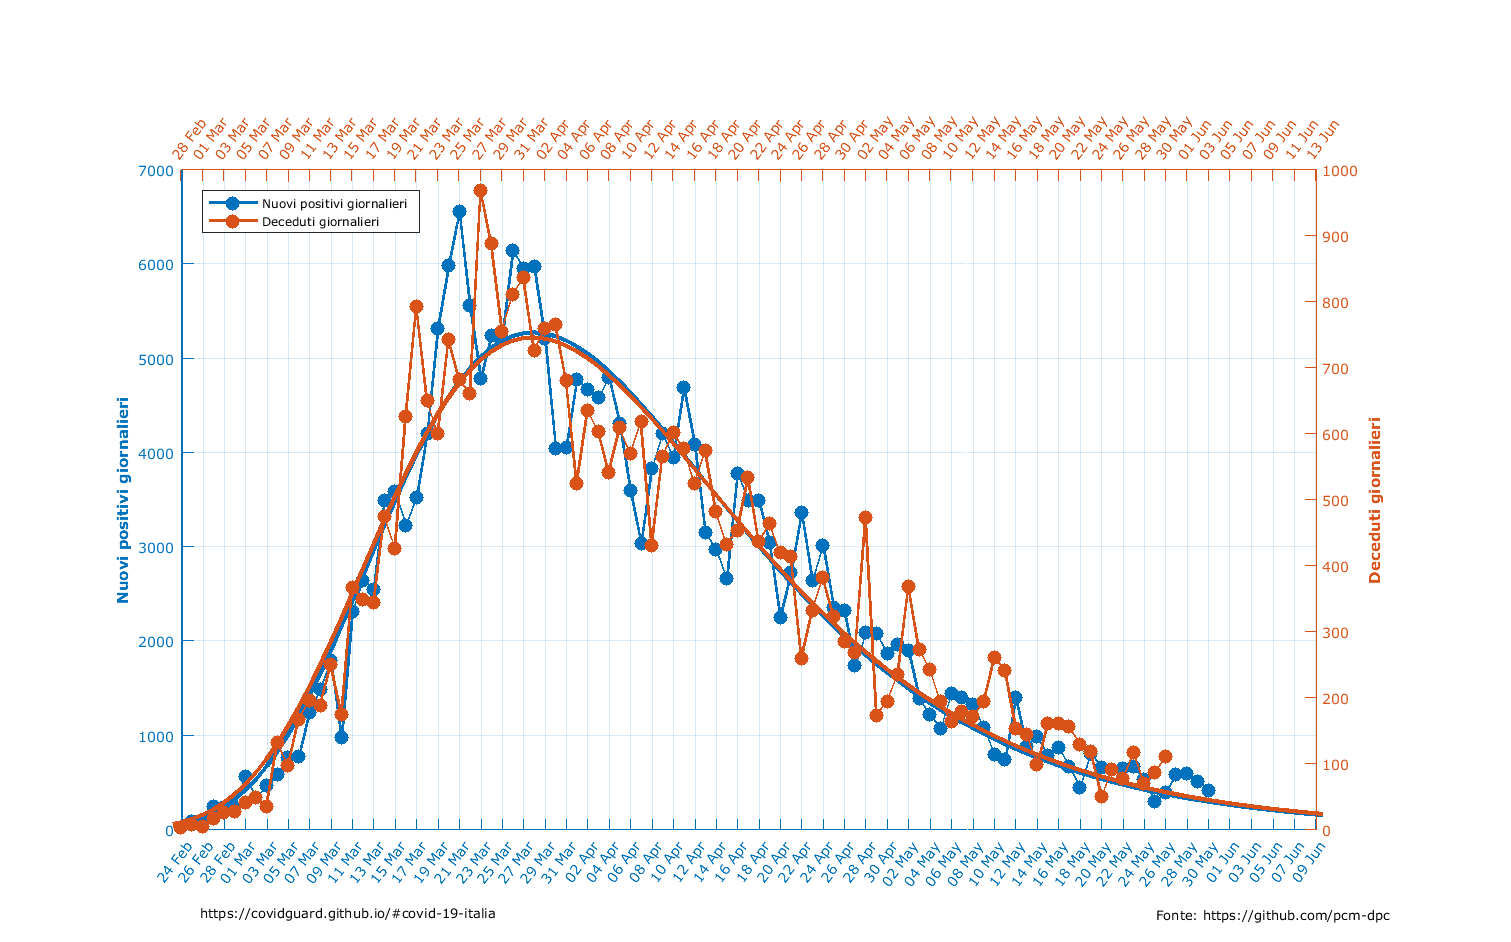 28 Feb
01 Mar
03 Mar
05 Mar
07 Mar
09 Mar
11 Mar
13 Mar
15 Mar
17 Mar
19 Mar
21 Mar
23 Mar
25 Mar
27 Mar
29 Mar
31 Mar
02 Apr
04 Apr
06 Apr
08 Apr
10 Apr
12 Apr
14 Apr
16 Apr
18 Apr
20 Apr
22 Apr
24 Apr
26 Apr
28 Apr
30 Apr
02 May
04 May
06 May
08 May
10 May
12 May
14 May
16 May
18 May
20 May
22 May
24 May
26 May
28 May
30 May
01 Jun
03 Jun
05 Jun
07 Jun
09 Jun
11 Jun
13 Jun
7000
6000
5000
4000
3000
2000
1000
0
Nuovi positivi giornalieri
Nuovi positivi giornalieri
Deceduti giornalieri
1000
900
800
700
600
500
400
300
200
100
0
Deceduti giornalieri
24 Feb
26 Feb
28 Feb
01 Mar
03 Mar
05 Mar
07 Mar
09 Mar
11 Mar
13 Mar
15 Mar
17 Mar
19 Mar
21 Mar
23 Mar
25 Mar
27 Mar
29 Mar
31 Mar
02 Apr
04 Apr
06 Apr
08 Apr
10 Apr
12 Apr
14 Apr
16 Apr
18 Apr
20 Apr
22 Apr
24 Apr
26 Apr
28 Apr
30 Apr
02 May
04 May
06 May
08 May
10 May
12 May
14 May
16 May
18 May
20 May
22 May
24 May
26 May
28 May
30 May
01 Jun
03 Jun
05 Jun
07 Jun
09 Jun
https://covidguard.github.io/#covid-19-italia
Fonte: https://github.com/pcm-dpc